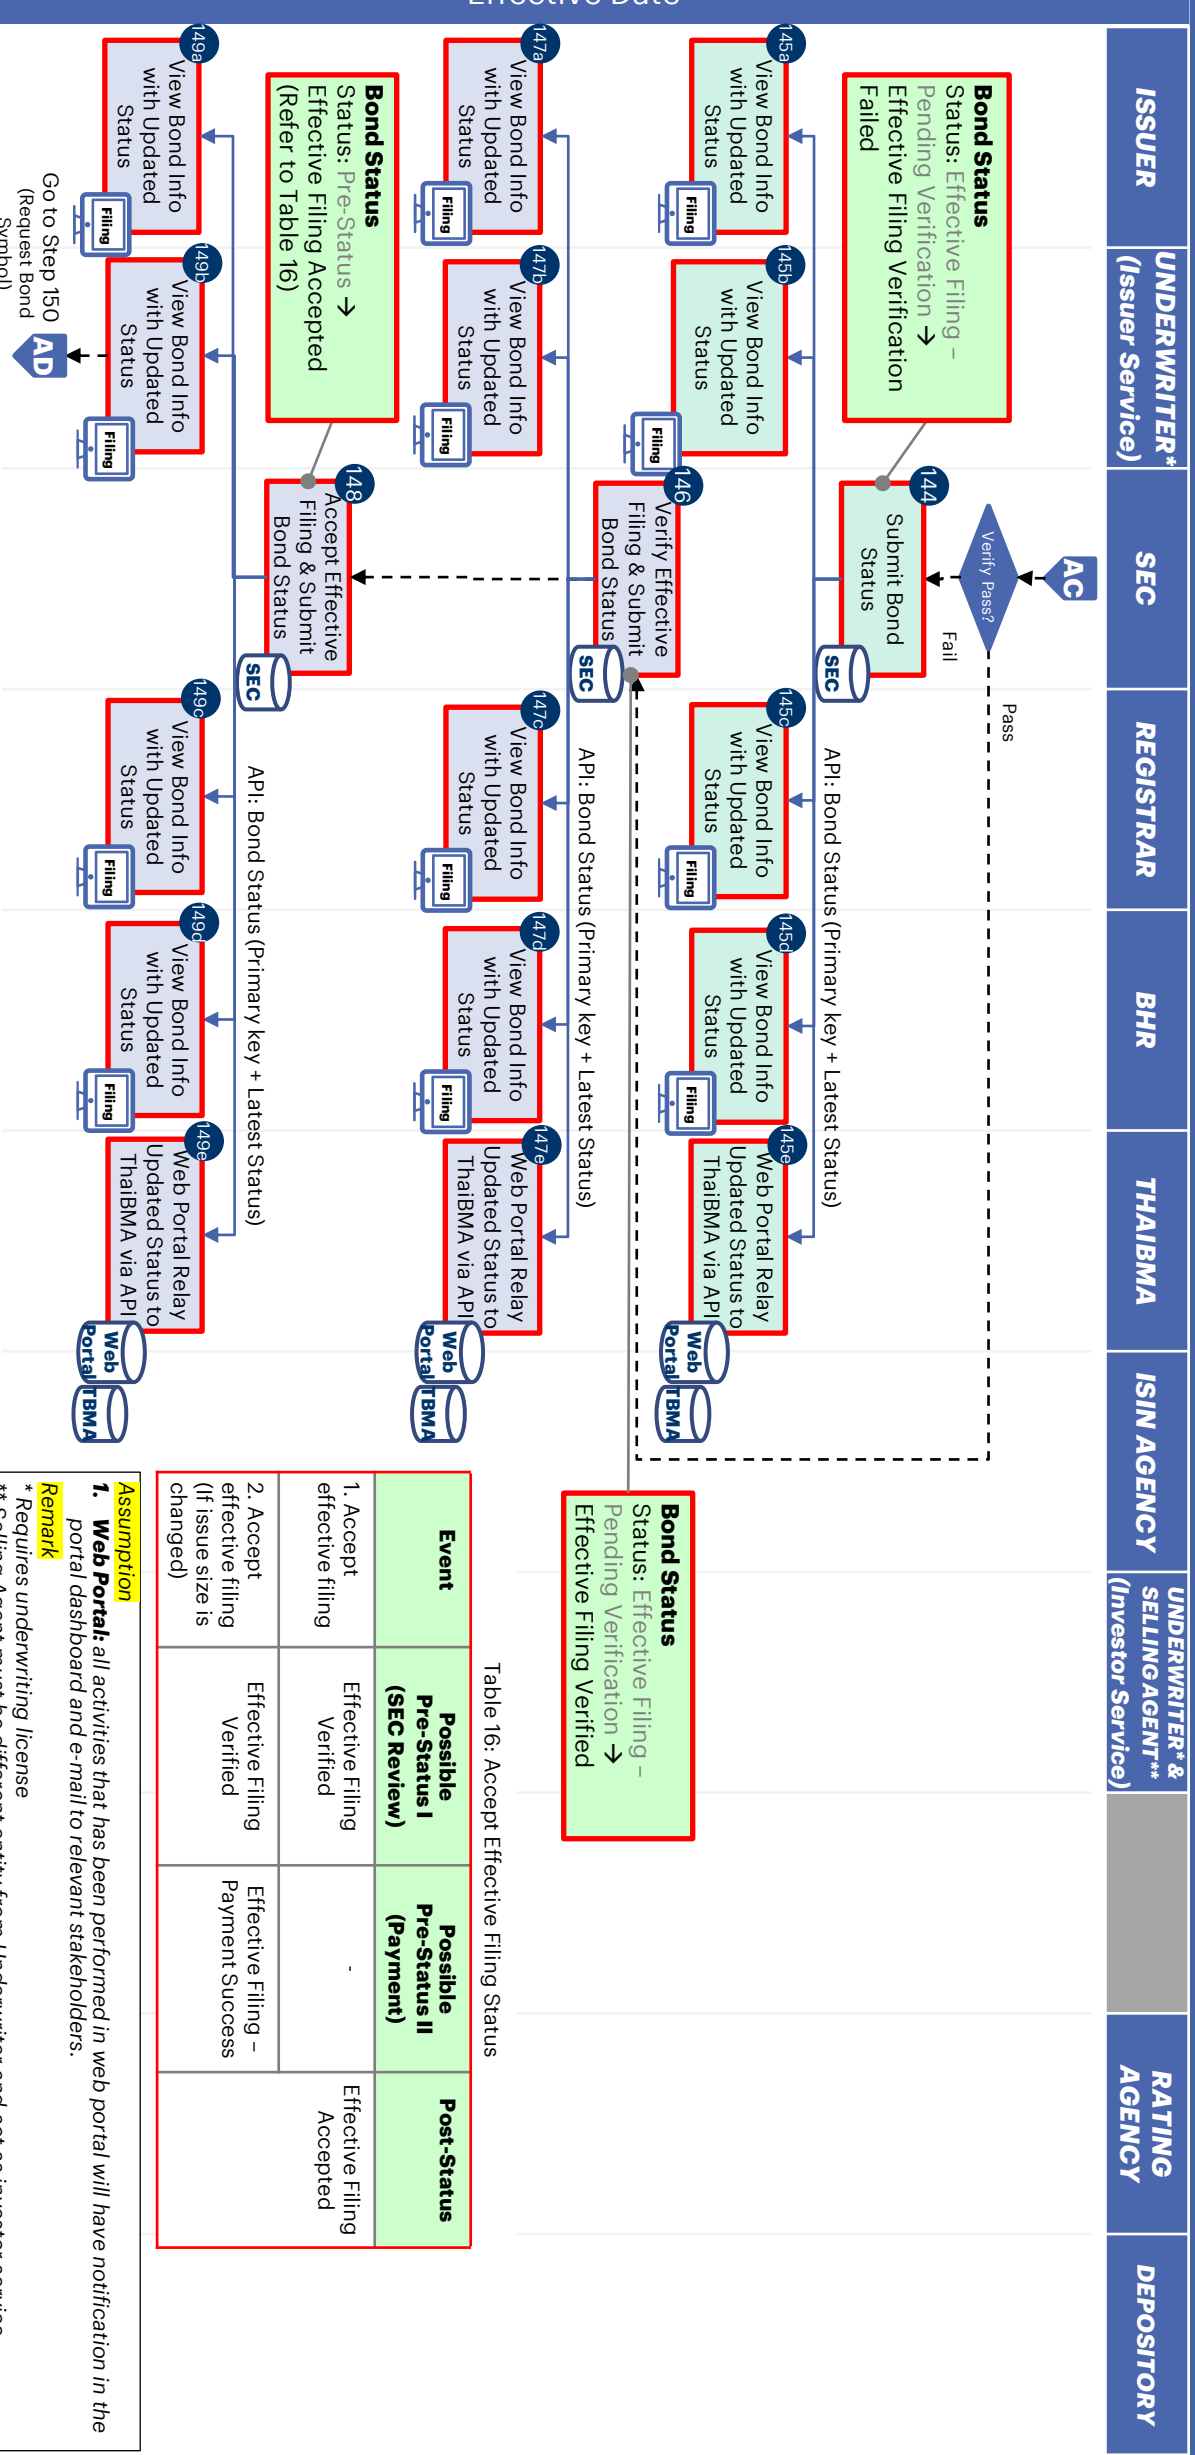 Effective Date
ISSUER
UNDERWRITER*
(Issuer Service)
SEC
REGISTRAR
BHR
THAIBMA
ISIN AGENCY
UNDERWRITER* &
SELLING AGENT**
(Investor Service)
RATING
AGENCY
DEPOSITORY
AC
Verify Pass?
Pass
Fail
Bond Status
Status: Effective Filing –
Pending Verification →
Effective Filing Verification
Failed
144
Submit Bond
Status
SEC
API: Bond Status (Primary key + Latest Status)
145a
View Bond Info
with Updated
Status
Filing
145b
View Bond Info
with Updated
Status
Filing
145c
View Bond Info
with Updated
Status
Filing
145d
View Bond Info
with Updated
Status
Filing
145e
Web Portal Relay
Updated Status to
ThaiBMA via API
Web
Portal
TBMA
146
Verify Effective
Filing & Submit
Bond Status
SEC
Bond Status
Status: Effective Filing –
Pending Verification →
Effective Filing Verified
API: Bond Status (Primary key + Latest Status)
147a
View Bond Info
with Updated
Status
Filing
147b
View Bond Info
with Updated
Status
Filing
147c
View Bond Info
with Updated
Status
Filing
147d
View Bond Info
with Updated
Status
Filing
147e
Web Portal Relay
Updated Status to
ThaiBMA via API
Web
Portal
TBMA
Bond Status
Status: Pre-Status →
Effective Filing Accepted
(Refer to Table 16)
148
Accept Effective
Filing & Submit
Bond Status
SEC
API: Bond Status (Primary key + Latest Status)
149a
View Bond Info
with Updated
Status
Filing
149b
View Bond Info
with Updated
Status
Filing
149c
View Bond Info
with Updated
Status
Filing
149d
View Bond Info
with Updated
Status
Filing
149e
Web Portal Relay
Updated Status to
ThaiBMA via API
Web
Portal
TBMA
Go to Step 150
(Request Bond
Symbol)
AD
Table 16: Accept Effective Filing Status
Event
Possible
Pre-Status I
(SEC Review)
Possible
Pre-Status II
(Payment)
Post-Status
1. Accept
effective filing
Effective Filing
Verified
-
Effective Filing
Accepted
2. Accept
effective filing
(If issue size is
changed)
Effective Filing
Verified
Effective Filing –
Payment Success
Assumption
1. Web Portal: all activities that has been performed in web portal will have notification in the
portal dashboard and e-mail to relevant stakeholders.
Remark
* Requires underwriting license
** Selling Agent must be different entity from Underwriter and act as investor service